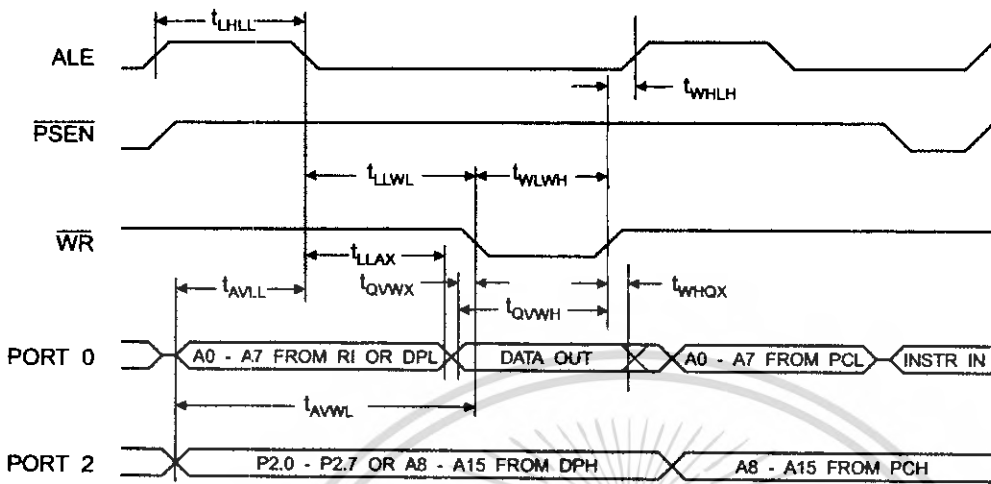 tLHLL
ALE
tWHLH
PSEN
tLLWL
tWLWH
WR
tLLAX
tAVLL
tQVWX
tWHQX
tQVWH
PORT 0
A0 - A7 FROM RI OR DPL
DATA OUT
A0 - A7 FROM PCL
INSTR IN
tAVWL
PORT 2
P2.0 - P2.7 OR A8 - A15 FROM DPH
A8 - A15 FROM PCH